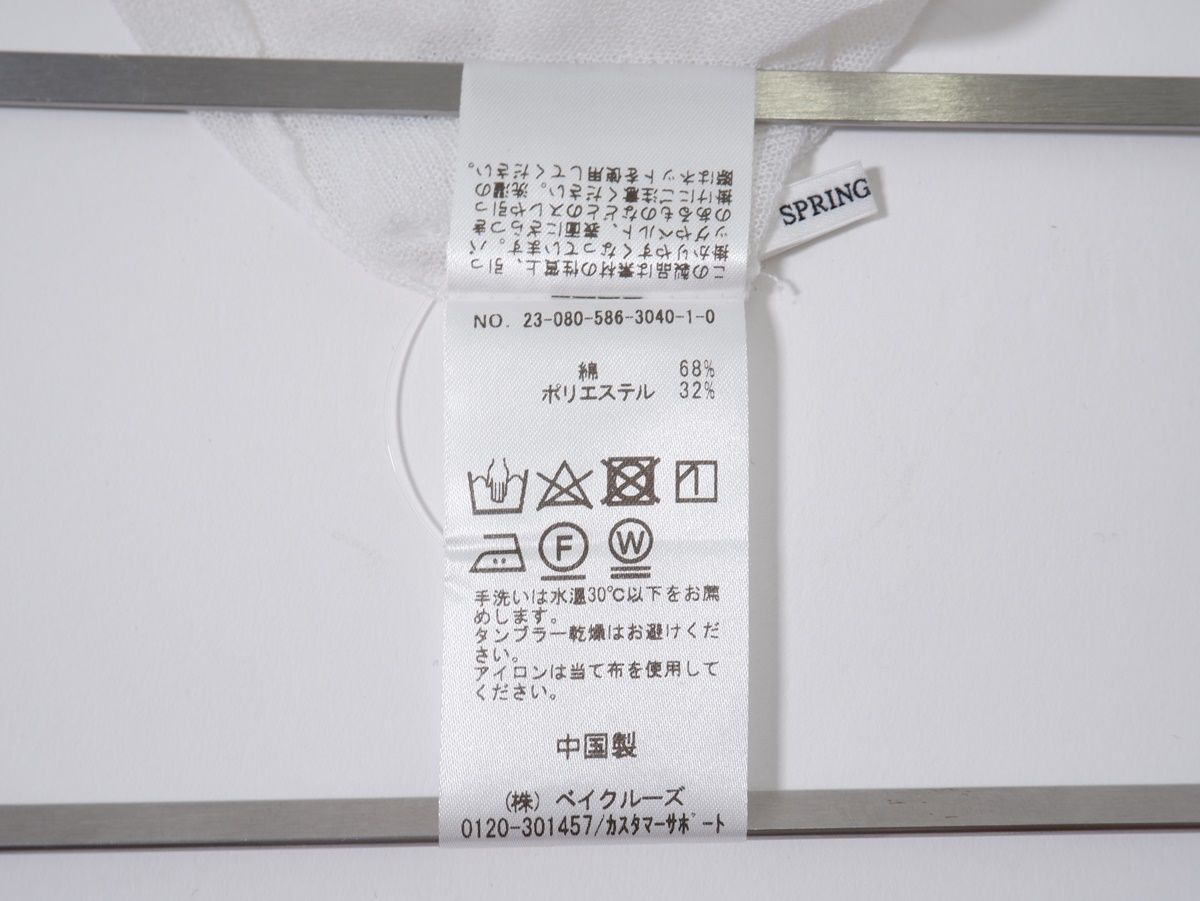 この製品は素材の性質上、引っ
掛かりやすくなっています。バ
ッグやベルト、表面にざらつき
のあるものなどとのスレや引っ
掛けにご注意ください。洗濯の
際はネットを使用してください。
SPRING
NO. 23-080-586-3040-1-0
綿 68%
ポリエステル 32%
F W
手洗いは水温30℃以下をお薦
めします。
タンブラー乾燥はお避けくだ
さい。
アイロンは当て布を使用して
ください。
中国製
(株) ベイクルーズ
0120-301457/カスタマーサポート